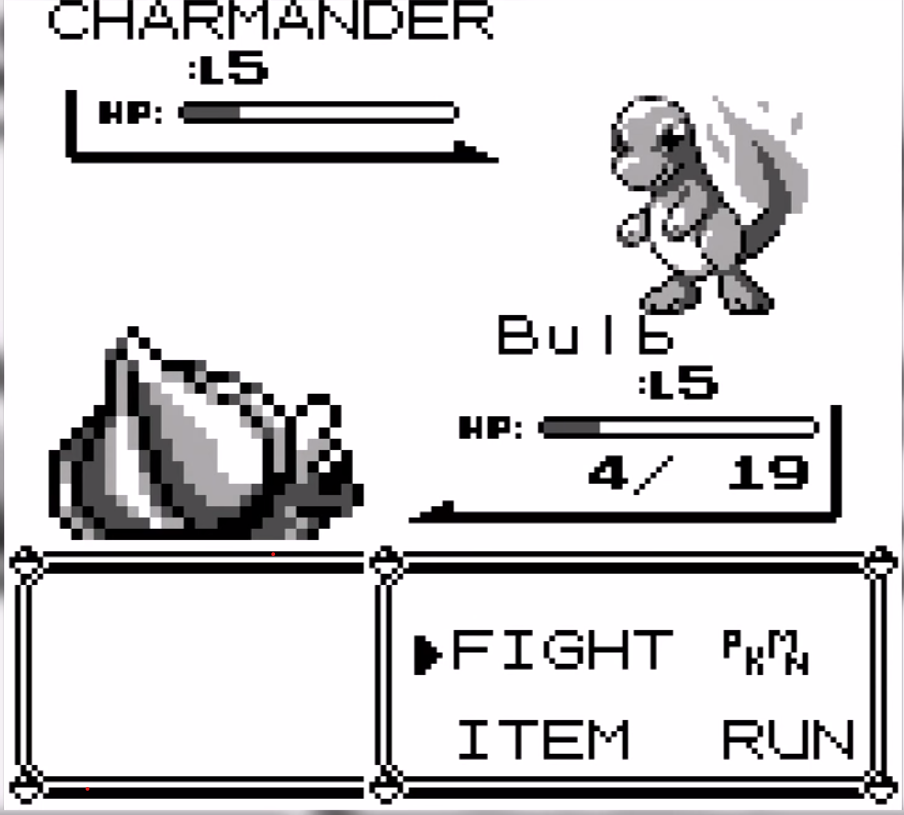 CHARMANDER
:L5
HP:
Bulb
:L5
HP:
4/ 19
FIGHT PKMN
ITEM RUN